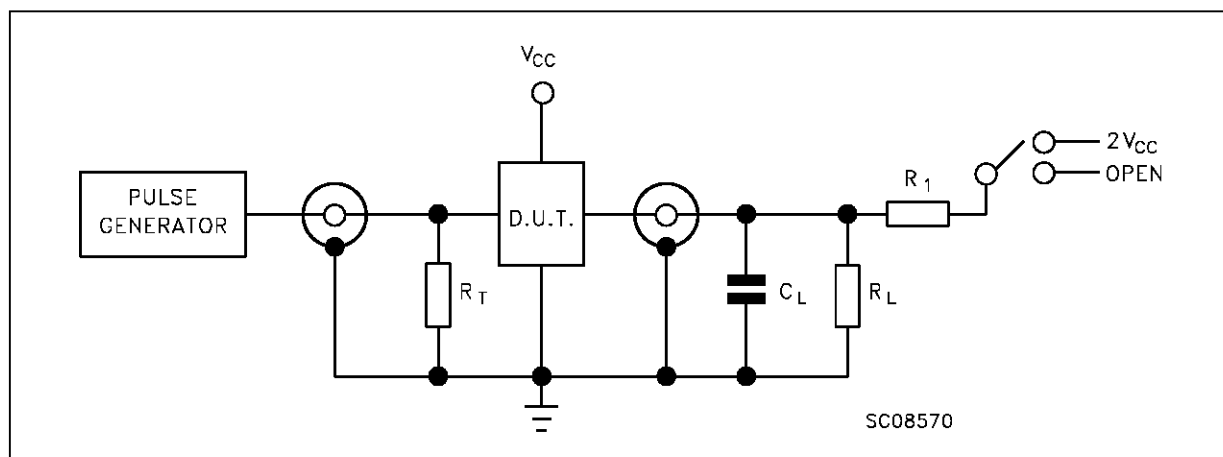 VCC
2VCC
OPEN
R1
PULSE
GENERATOR
D.U.T.
RT
CL
RL
SC08570